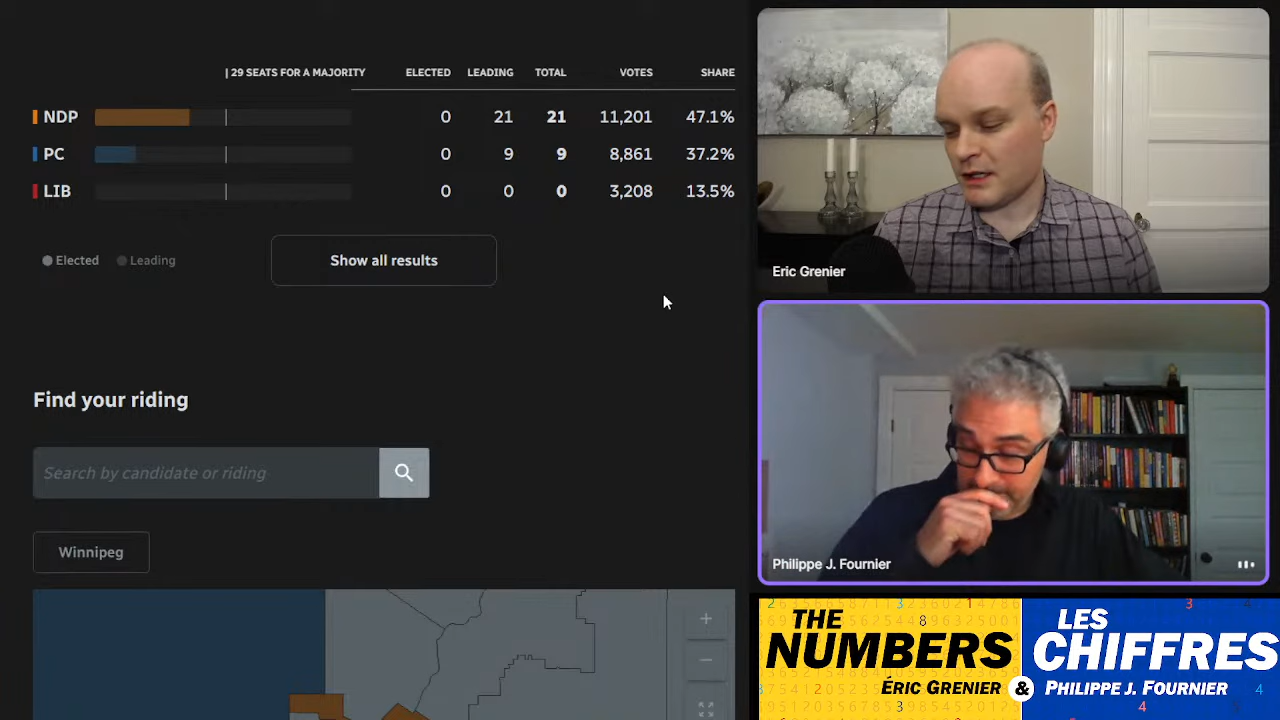 | 29 SEATS FOR A MAJORITY ELECTED LEADING TOTAL VOTES SHARE
NDP 0 21 21 11,201 47.1%
PC 0 9 9 8,861 37.2%
LIB 0 0 0 3,208 13.5%
Elected Leading
Show all results
Find your riding
Search by candidate or riding
Winnipeg
+
−
Eric Grenier
Philippe J. Fournier
THE
NUMBERS
ÉRIC GRENIER
&
LES
CHIFFRES
PHILIPPE J. FOURNIER